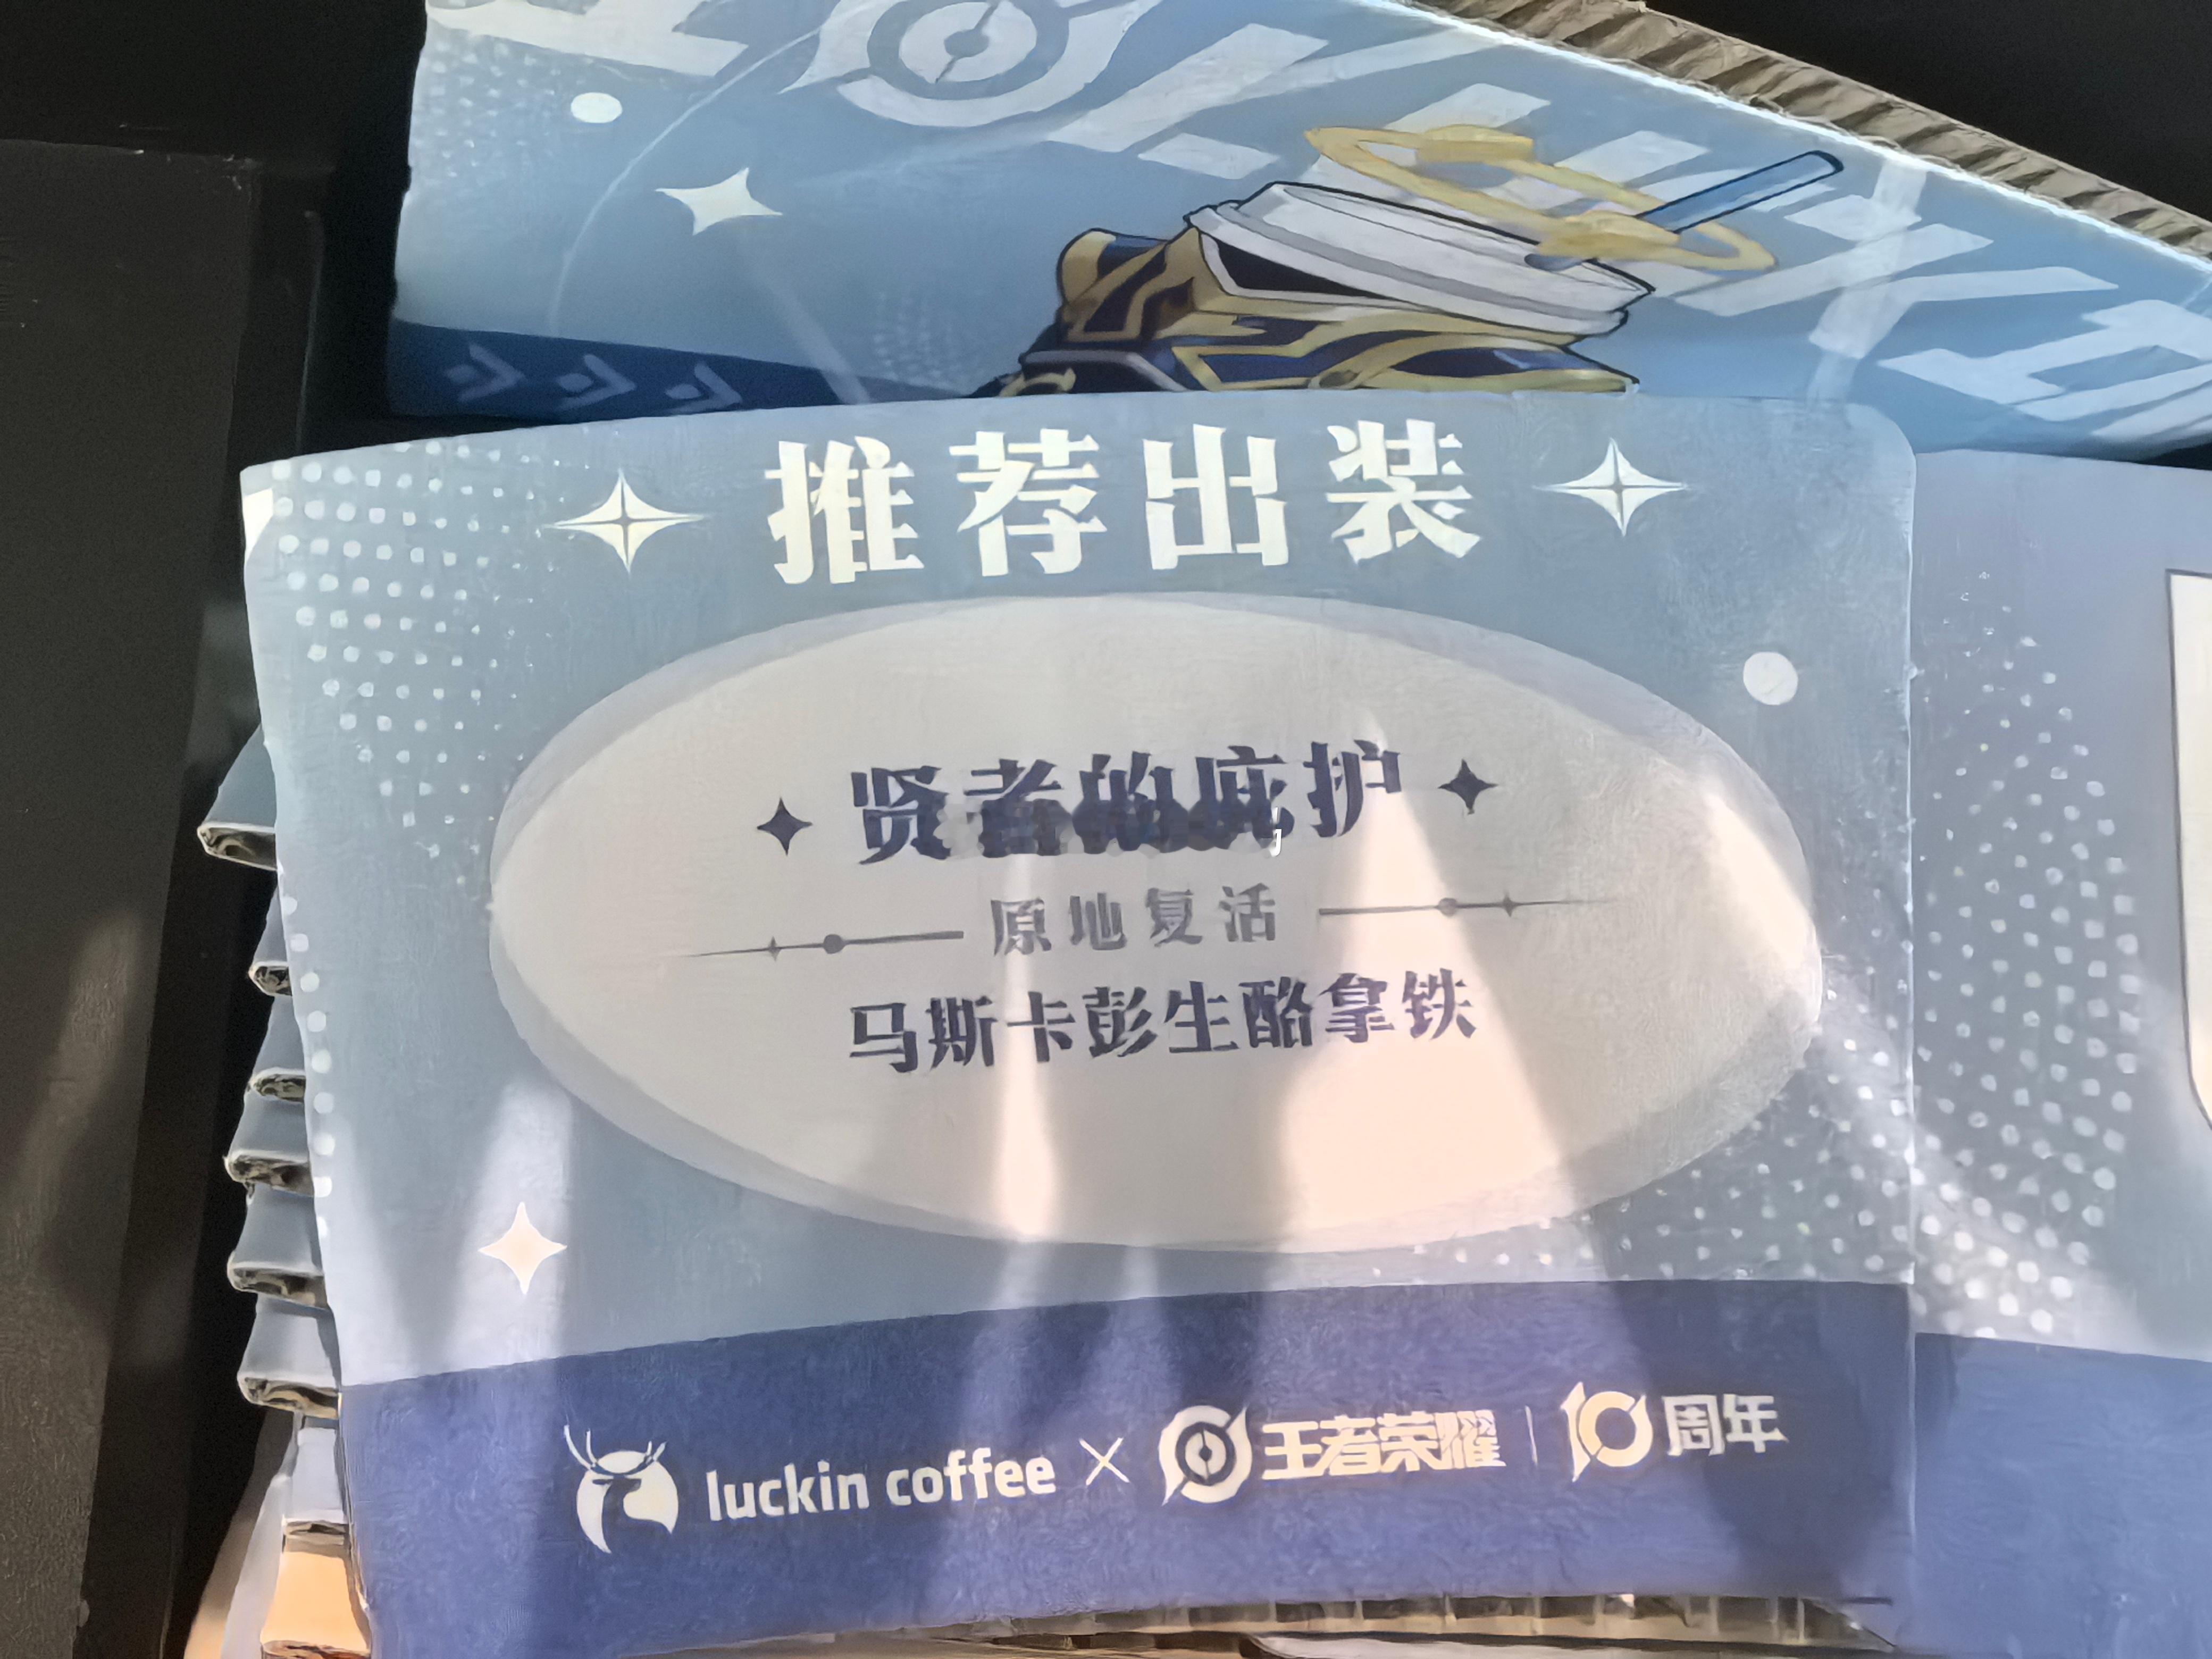 推荐出装
贤者的庇护
原地复活
马斯卡彭生酪拿铁
luckin coffee × 王者荣耀 | 10周年